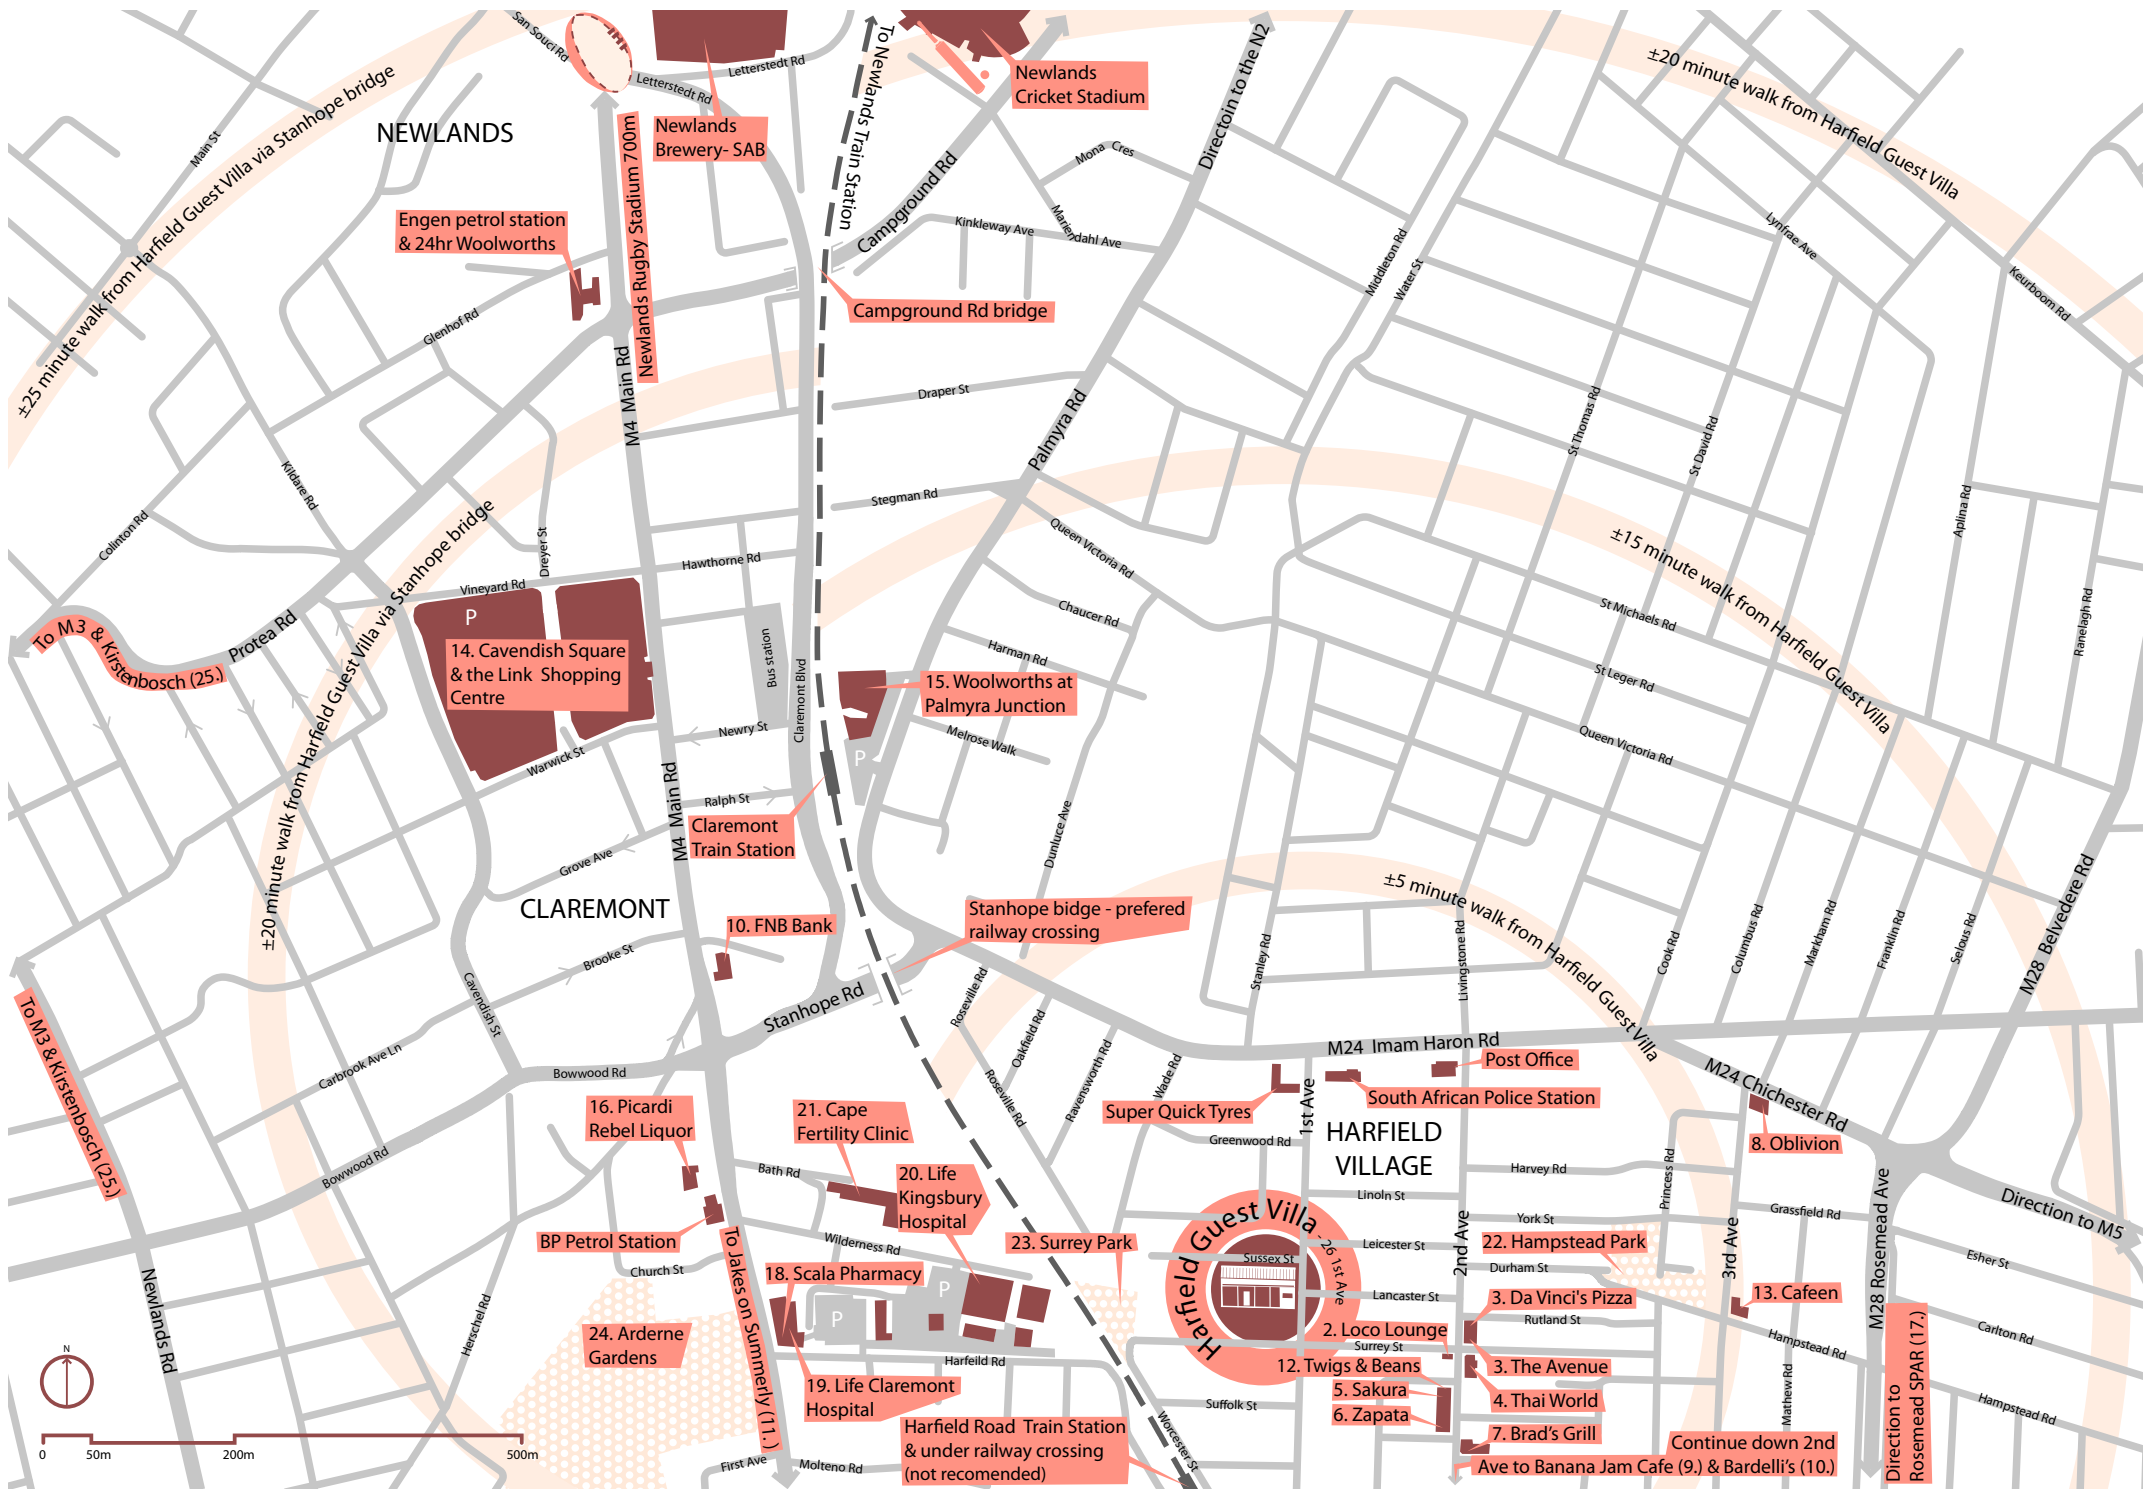 San Souci Rd
Letterstedt Rd
Letterstedt Rd
To Newlands Train Station
Newlands
Cricket Stadium
Directoin to the N2
±20 minute walk from Harfield Guest Villa
±25 minute walk from Harfield Guest Villa via Stanhope bridge
Main St
NEWLANDS
Newlands
Brewery- SAB
Newlands Rugby Stadium 700m
Campground Rd
Mona Cres
Mariendahl Ave
Kinkleway Ave
Engen petrol station
& 24hr Woolworths
Campground Rd bridge
Middleton Rd
Water St
Lynfrae Ave
Keurboom Rd
Glenhof Rd
M4 Main Rd
Draper St
Palmyra Rd
St Thomas Rd
St David Rd
Kildare Rd
Colinton Rd
Stegman Rd
Queen Victoria Rd
Aplina Rd
±15 minute walk from Harfield Guest Villa
±20 minute walk from Harfield Guest Villa via Stanhope bridge
Dreyer St
Hawthorne Rd
Vineyard Rd
P
Chaucer Rd
St Michaels Rd
Ranelagh Rd
To M3 & Kirstenbosch (25.)
Protea Rd
14. Cavendish Square
& the Link Shopping
Centre
Bus station
Claremont Blvd
Harman Rd
St Leger Rd
15. Woolworths at
Palmyra Junction
Newry St
Melrose Walk
P
Queen Victoria Rd
Warwick St
M4 Main Rd
Ralph St
Claremont
Train Station
Grove Ave
Dunluce Ave
±5 minute walk from Harfield Guest Villa
M28 Belvedere Rd
CLAREMONT
10. FNB Bank
Stanhope bidge - prefered
railway crossing
Stanley Rd
Livingstone Rd
Cook Rd
Columbus Rd
Markham Rd
Franklin Rd
Selous Rd
Brooke St
Cavendish St
Stanhope Rd
Roseville Rd
Oakfield Rd
To M3 & Kirstenbosch (25.)
Carbrook Ave Ln
Bowwood Rd
Roseville Rd
Ravensworth Rd
Wade Rd
M24 Imam Haron Rd
Post Office
South African Police Station
Super Quick Tyres
1st Ave
M24 Chichester Rd
16. Picardi
Rebel Liquor
21. Cape
Fertility Clinic
Greenwood Rd
HARFIELD
VILLAGE
8. Oblivion
Bowwood Rd
Bath Rd
20. Life
Kingsbury
Hospital
Harvey Rd
Princess Rd
Linoln St
M28 Rosemead Ave
Direction to M5
BP Petrol Station
To Jakes on Summerly (11.)
Wilderness Rd
23. Surrey Park
Harfield Guest Villa - 26 1st Ave
Sussex St
2nd Ave
York St
Grassfield Rd
Leicester St
22. Hampstead Park
3rd Ave
Durham St
Esher St
Church St
18. Scala Pharmacy
P
P
Lancaster St
3. Da Vinci's Pizza
13. Cafeen
Rutland St
Newlands Rd
Herschel Rd
24. Arderne
Gardens
2. Loco Lounge
Surrey St
Hampstead Rd
Carlton Rd
Harfeild Rd
12. Twigs & Beans
3. The Avenue
19. Life Claremont
Hospital
5. Sakura
4. Thai World
Mathew Rd
Hampstead Rd
Suffolk St
6. Zapata
Worcester St
7. Brad's Grill
Harfield Road Train Station
& under railway crossing
(not recomended)
Continue down 2nd
Ave to Banana Jam Cafe (9.) & Bardelli's (10.)
Direction to
Rosemead SPAR (17.)
First Ave
Molteno Rd
N
0
50m
200m
500m